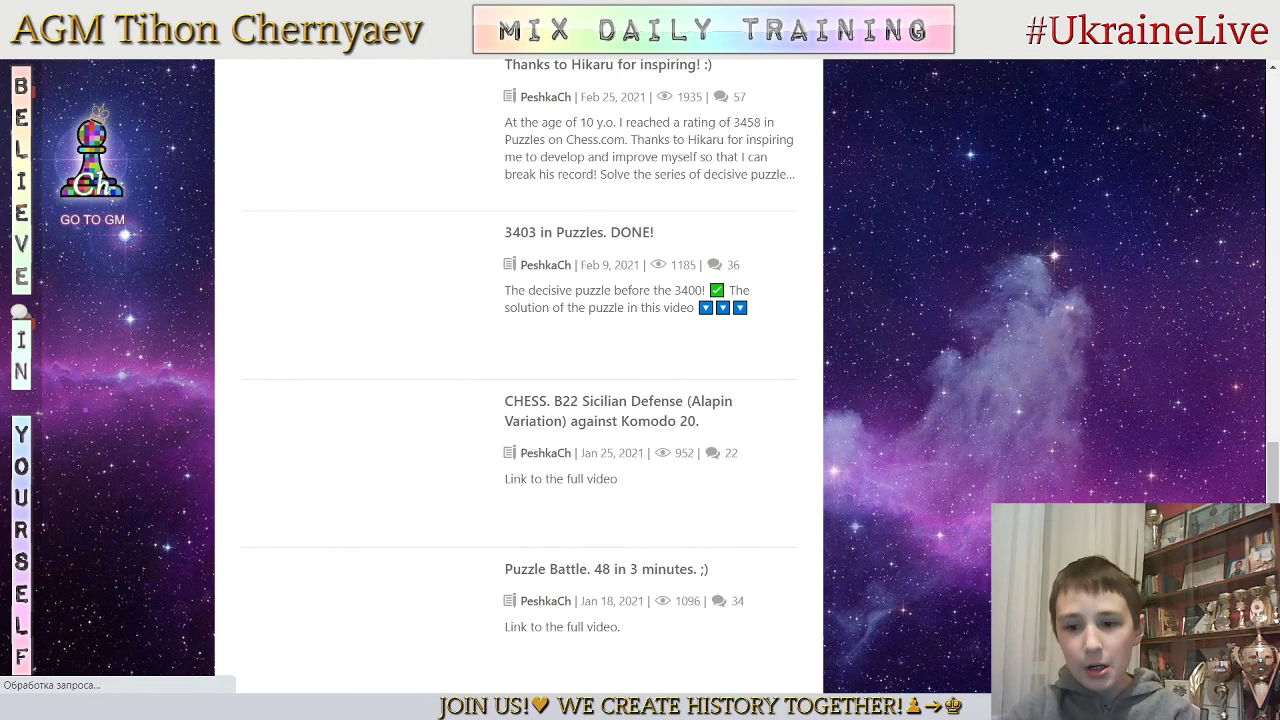 AGM Tihon Chernyaev
MIX DAILY TRAINING
#UkraineLive
BELIEVE
IN
YOURSELF
Ch
GO TO GM
Thanks to Hikaru for inspiring! :)
PeshkaCh | Feb 25, 2021 | 1935 | 57
At the age of 10 y.o. I reached a rating of 3458 in
Puzzles on Chess.com. Thanks to Hikaru for inspiring
me to develop and improve myself so that I can
break his record! Solve the series of decisive puzzle...
3403 in Puzzles. DONE!
PeshkaCh | Feb 9, 2021 | 1185 | 36
The decisive puzzle before the 3400! ✅ The
solution of the puzzle in this video 🔽🔽🔽
CHESS. B22 Sicilian Defense (Alapin
Variation) against Komodo 20.
PeshkaCh | Jan 25, 2021 | 952 | 22
Link to the full video
Puzzle Battle. 48 in 3 minutes. ;)
PeshkaCh | Jan 18, 2021 | 1096 | 34
Link to the full video.
Обработка запроса...
JOIN US!♥ WE CREATE HISTORY TOGETHER!♟→♚